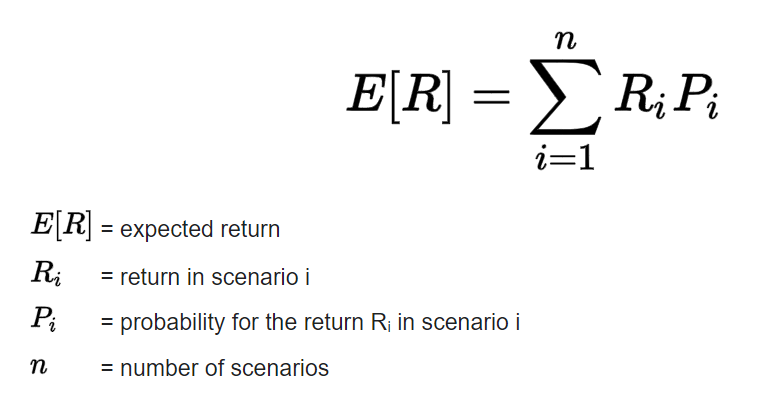 E[R] = \sum_{i=1}^{n} R_i P_i
E[R] = expected return
R_i = return in scenario i
P_i = probability for the return R_i in scenario i
n = number of scenarios